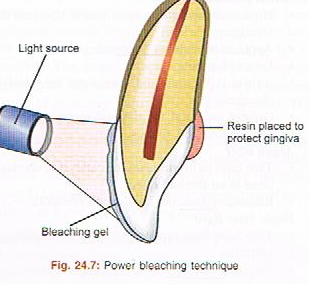 Light source
Resin placed to
protect gingiva
Bleaching gel
Fig. 24.7: Power bleaching technique